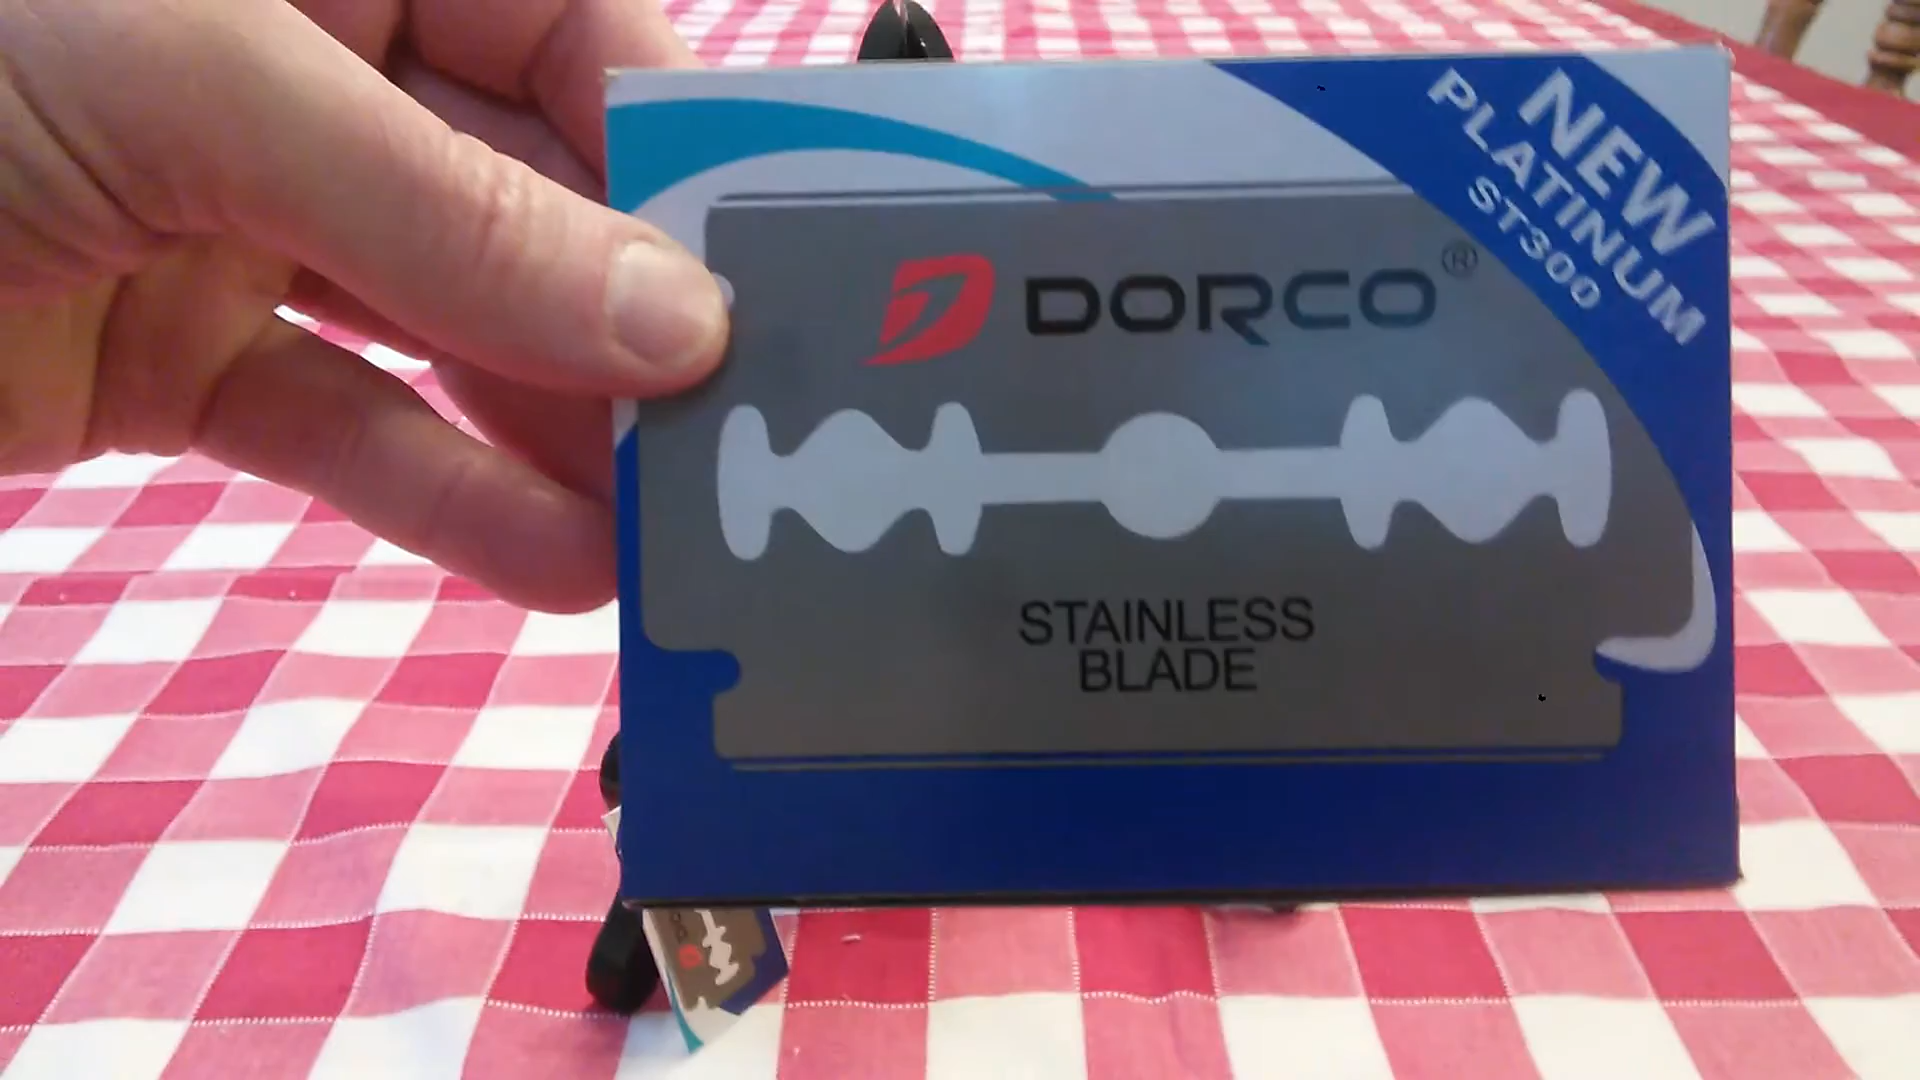 NEW
PLATINUM
ST300
DORCO®
STAINLESS
BLADE